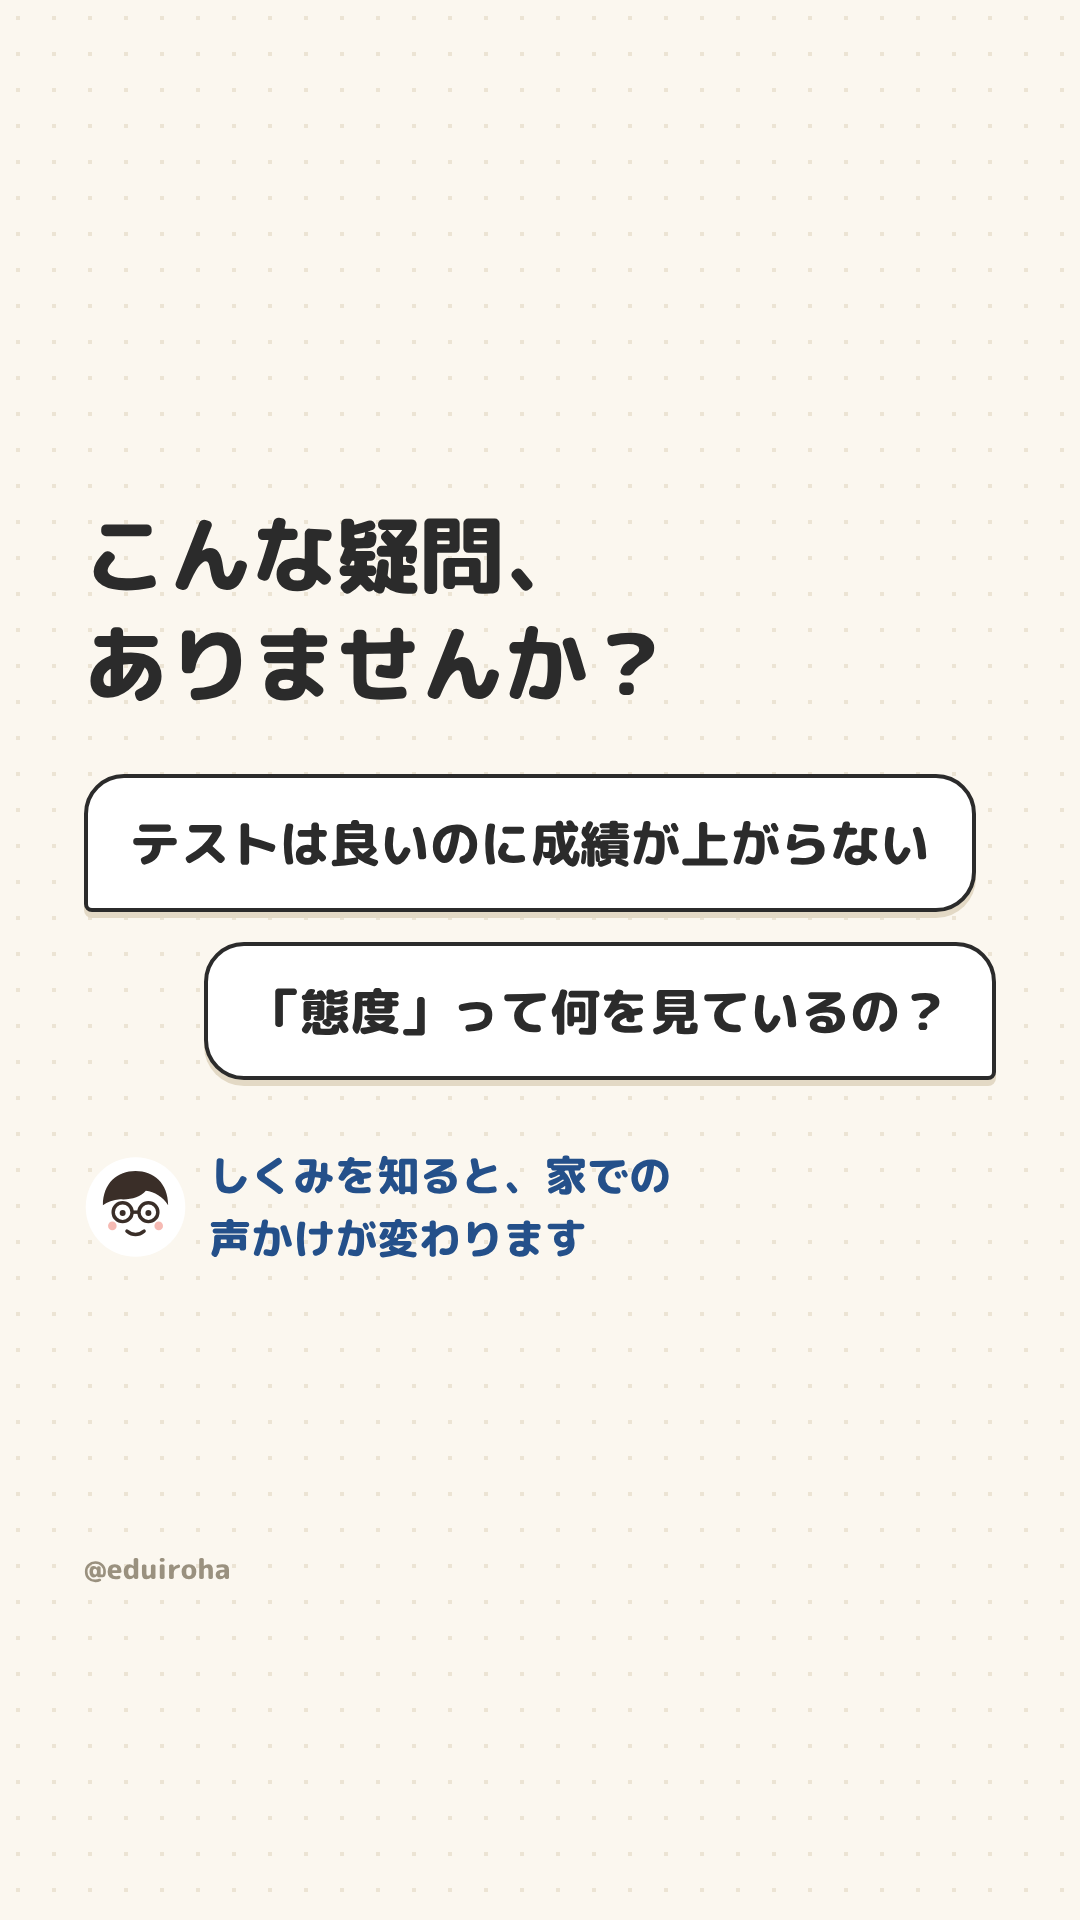 こんな疑問、
ありませんか？
テストは良いのに成績が上がらない
「態度」って何を見ているの？
しくみを知ると、家での
声かけが変わります
@eduiroha